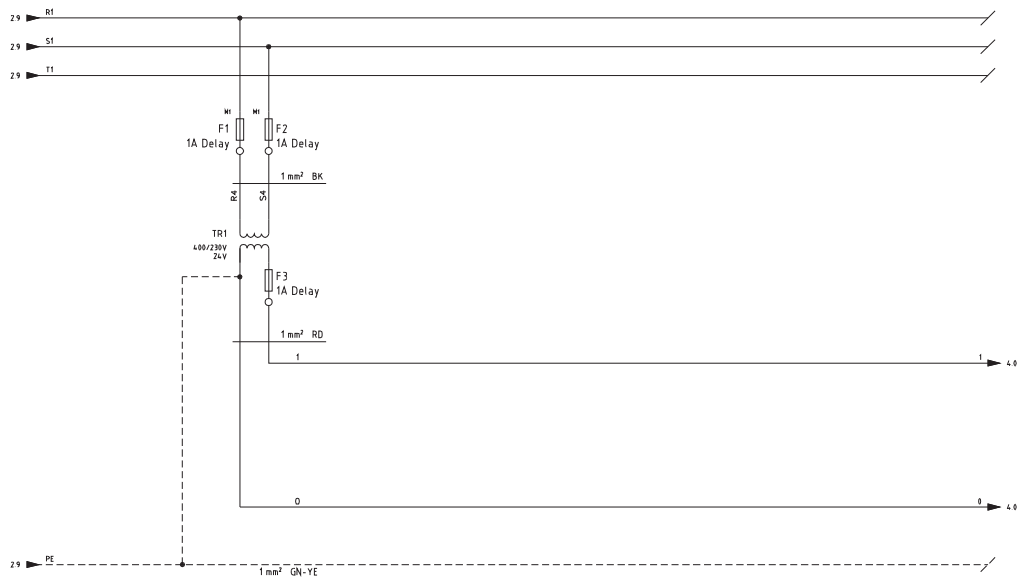 2.9 R1
2.9 S1
2.9 T1
M1 M1
F1 F2
1A Delay 1A Delay
1 mm² BK
R4 S4
TR1
400/230V
24V
F3
1A Delay
1 mm² RD
1 1 4.0
0 0 4.0
2.9 PE
1 mm² GN-YE